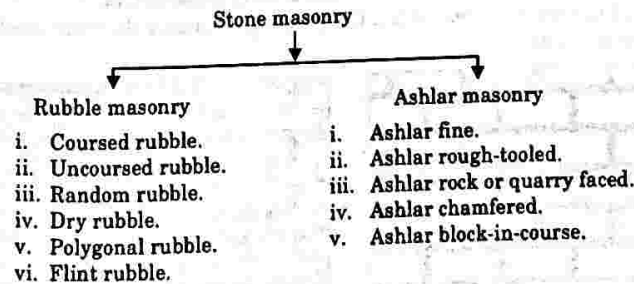 Stone masonry
Rubble masonry
i. Coursed rubble.
ii. Uncoursed rubble.
iii. Random rubble.
iv. Dry rubble.
v. Polygonal rubble.
vi. Flint rubble.
Ashlar masonry
i. Ashlar fine.
ii. Ashlar rough-tooled.
iii. Ashlar rock or quarry faced.
iv. Ashlar chamfered.
v. Ashlar block-in-course.